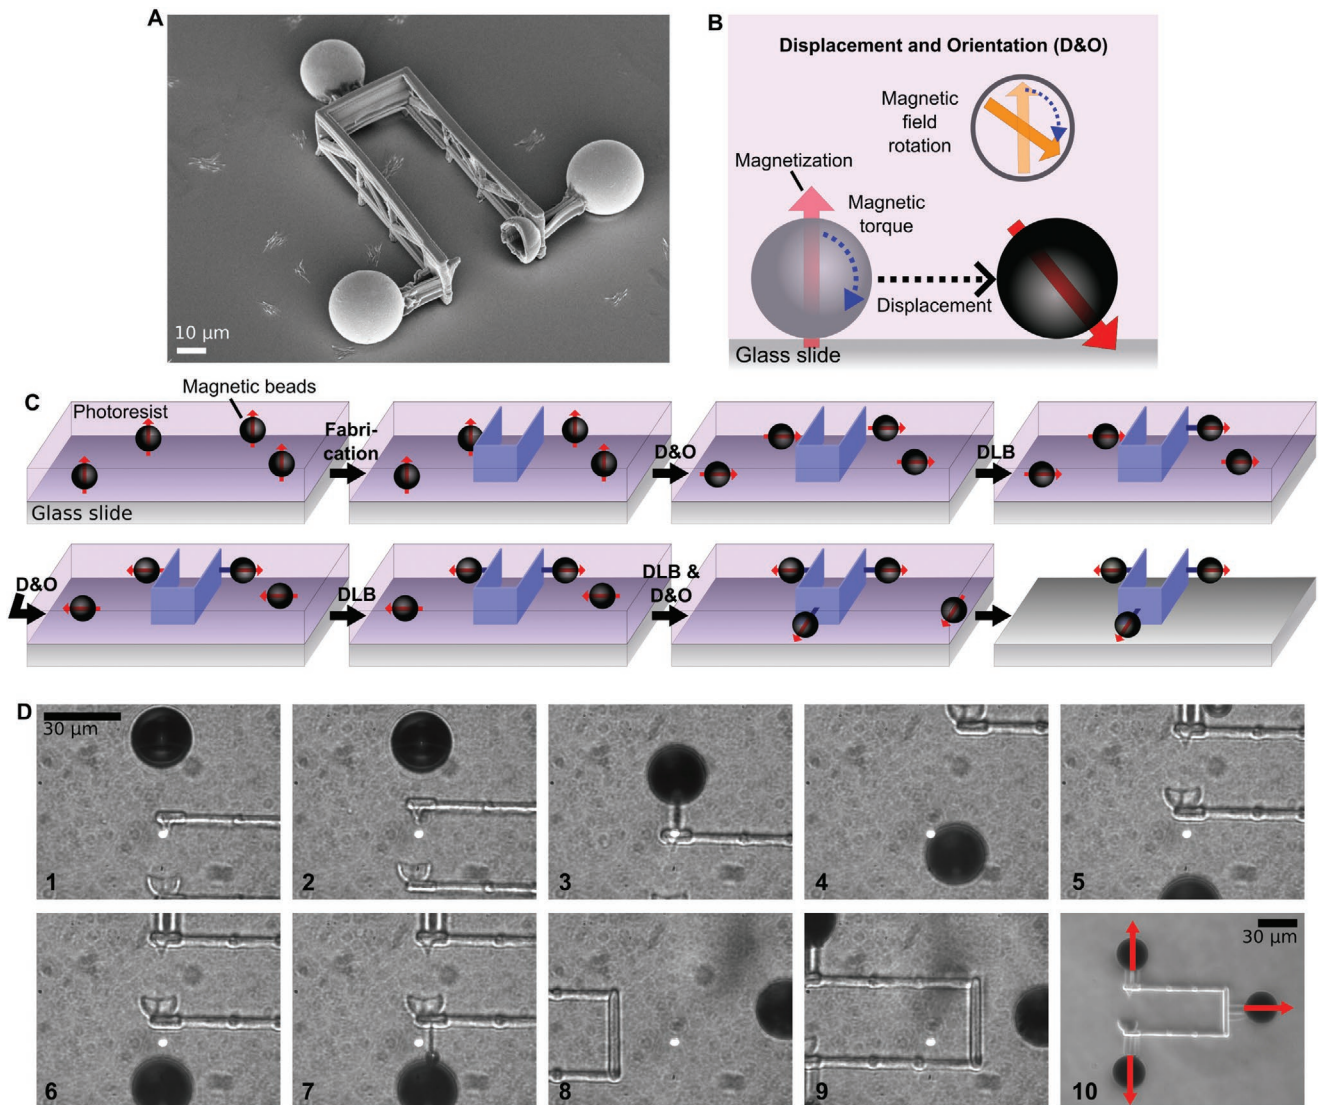 A
10 µm
B
Displacement and Orientation (D&O)
Magnetic
field
rotation
Magnetization
Magnetic
torque
Displacement
Glass slide
C
Photoresist
Magnetic beads
Fabri-
cation
D&O
DLB
Glass slide
D&O
DLB
DLB &
D&O
D
30 µm
1
2
3
4
5
6
7
8
9
10
30 µm